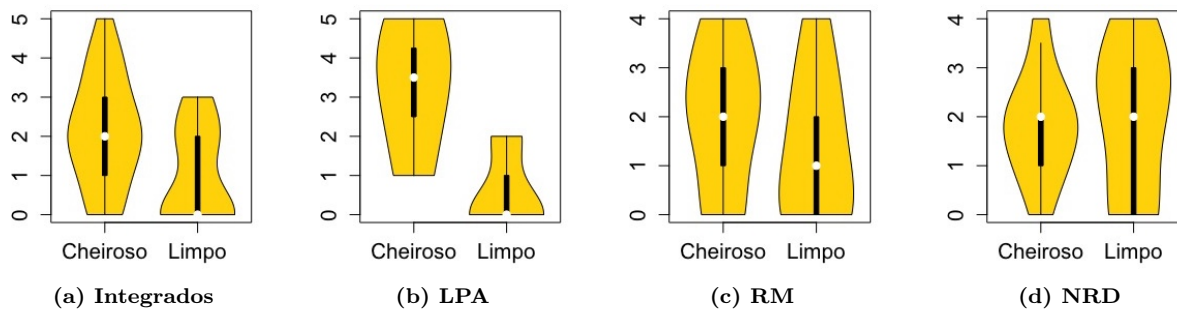 0 1 2 3 4 5
Cheiroso Limpo
(a) Integrados
0 1 2 3 4 5
Cheiroso Limpo
(b) LPA
0 1 2 3 4
Cheiroso Limpo
(c) RM
0 1 2 3 4
Cheiroso Limpo
(d) NRD